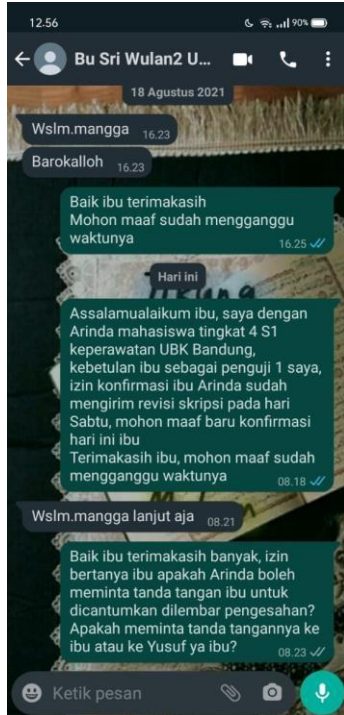 12.56
90%
Bu Sri Wulan2 U...
18 Agustus 2021
Wslm.mangga 16.23
Barokalloh 16.23
Baik ibu terimakasih
Mohon maaf sudah mengganggu
waktunya 16.25
Hari ini
Assalamualaikum ibu, saya dengan
Arinda mahasiswa tingkat 4 S1
keperawatan UBK Bandung,
kebetulan ibu sebagai penguji 1 saya,
izin konfirmasi ibu Arinda sudah
mengirim revisi skripsi pada hari
Sabtu, mohon maaf baru konfirmasi
hari ini ibu
Terimakasih ibu, mohon maaf sudah
mengganggu waktunya 08.18
Wslm.mangga lanjut aja 08.21
Baik ibu terimakasih banyak, izin
bertanya ibu apakah Arinda boleh
meminta tanda tangan ibu untuk
dicantumkan dilembar pengesahan?
Apakah meminta tanda tangannya ke
ibu atau ke Yusuf ya ibu? 08.23
Ketik pesan